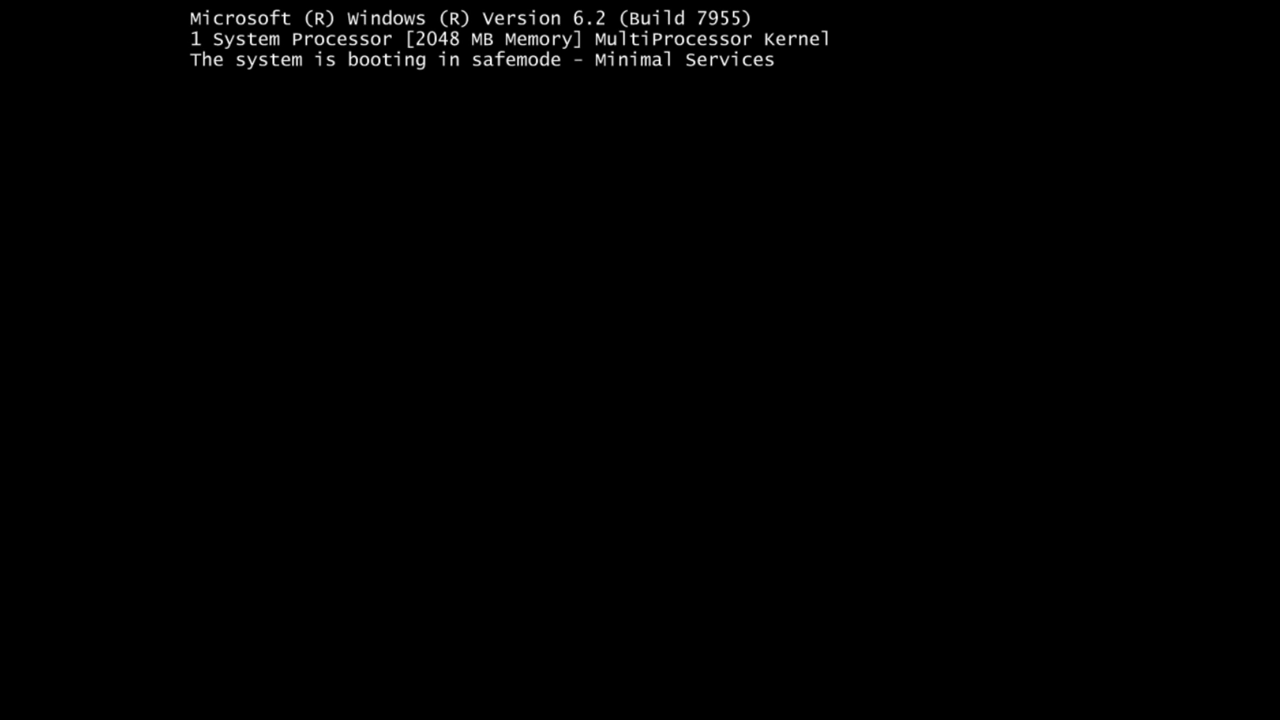 Microsoft (R) Windows (R) Version 6.2 (Build 7955)
1 System Processor [2048 MB Memory] MultiProcessor Kernel
The system is booting in safemode - Minimal Services